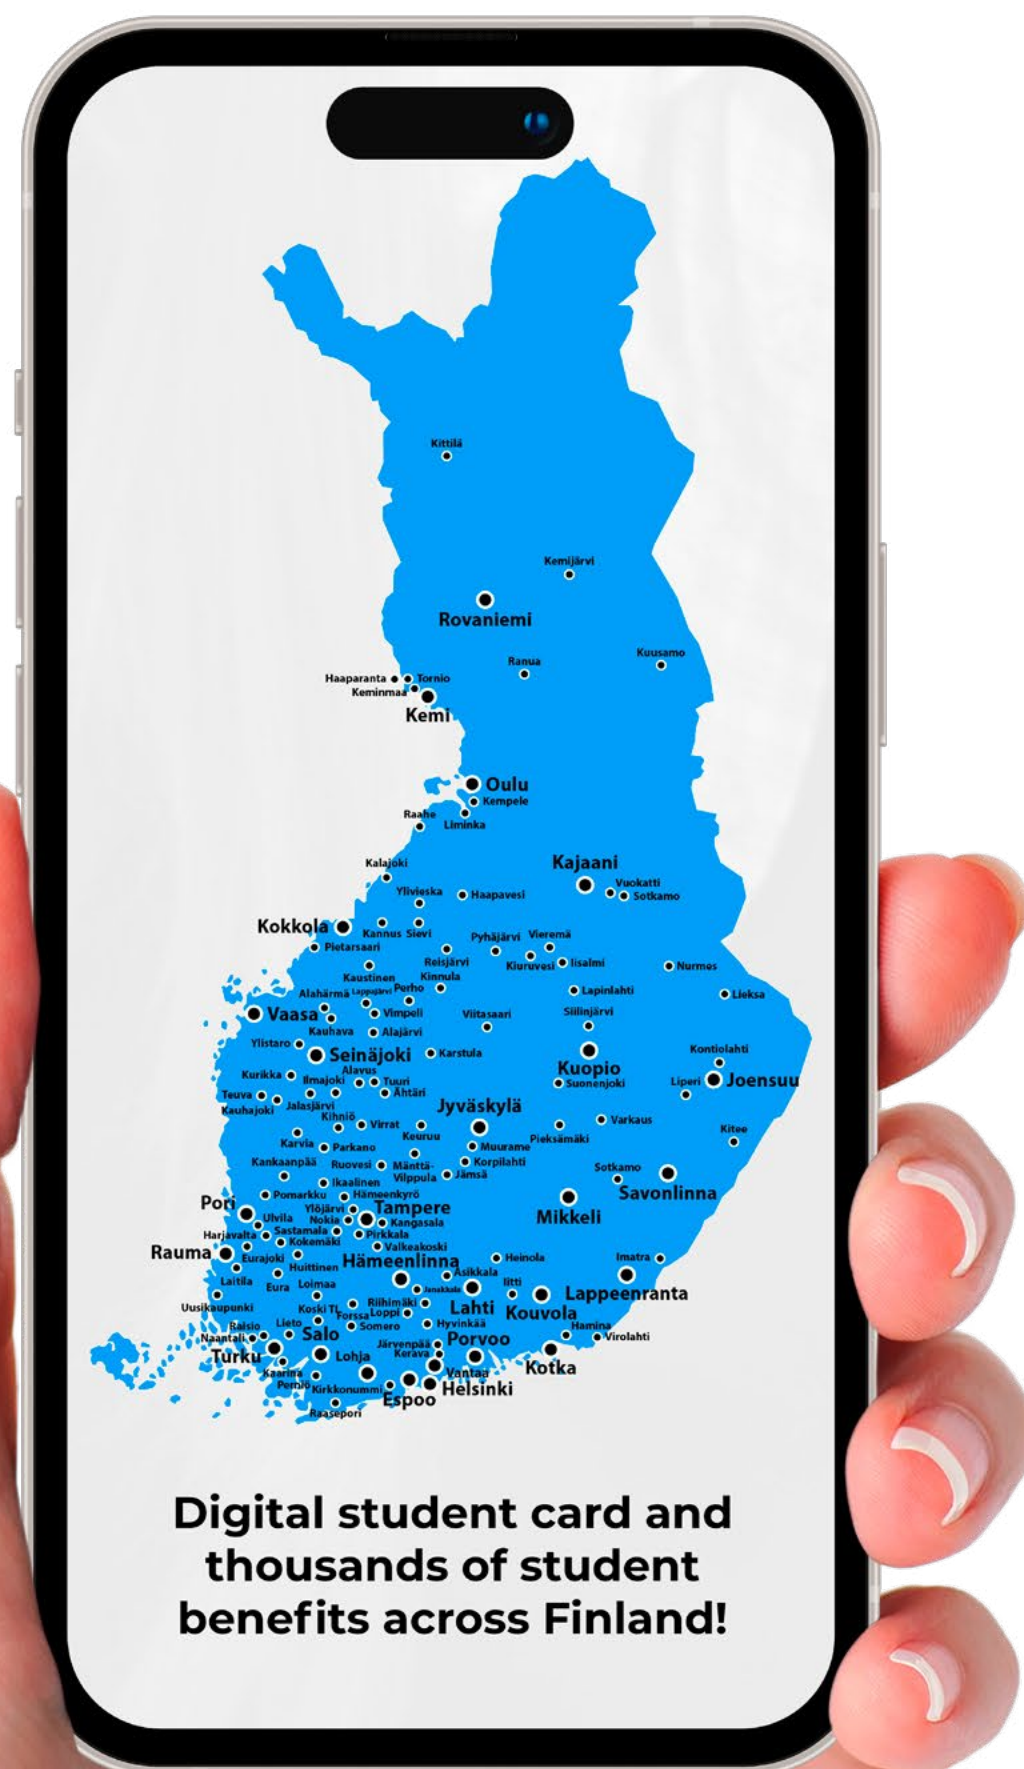 Kittilä
Kemijärvi
Rovaniemi
Kuusamo
Ranua
Haaparanta
Tornio
Keminmaa
Kemi
Oulu
Kempele
Raahe
Liminka
Kalajoki
Kajaani
Vuokatti
Sotkamo
Ylivieska
Haapavesi
Kokkola
Kannus
Sievi
Pietarsaari
Pyhäjärvi
Vieremä
Reisjärvi
Kiuruvesi
Iisalmi
Nurmes
Kaustinen
Kinnula
Alahärmä
Lappajärvi
Perho
Lapinlahti
Lieksa
Vaasa
Vimpeli
Viitasaari
Siilinjärvi
Kauhava
Alajärvi
Ylistaro
Seinäjoki
Karstula
Kontiolahti
Kuopio
Kurikka
Ilmajoki
Alavus
Tuuri
Suonenjoki
Liperi
Joensuu
Teuva
Ähtäri
Kauhajoki
Jalasjärvi
Jyväskylä
Kihniö
Virrat
Varkaus
Keuruu
Pieksämäki
Kitee
Karvia
Parkano
Muurame
Kankaanpää
Ruovesi
Mänttä-
Vilppula
Korpilahti
Jämsä
Sotkamo
Ikaalinen
Savonlinna
Pomarkku
Hämeenkyrö
Pori
Ylöjärvi
Tampere
Mikkeli
Ulvila
Nokia
Kangasala
Harjavalta
Sastamala
Pirkkala
Kokemäki
Valkeakoski
Rauma
Eurajoki
Huittinen
Hämeenlinna
Heinola
Imatra
Laitila
Eura
Loimaa
Asikkala
Janakkala
Iitti
Lappeenranta
Uusikaupunki
Koski TL
Forssa
Riihimäki
Loppi
Lahti
Kouvola
Raisio
Lieto
Salo
Somero
Hyvinkää
Hamina
Virolahti
Naantali
Järvenpää
Porvoo
Turku
Lohja
Kerava
Kotka
Kaarina
Vantaa
Perniö
Kirkkonummi
Espoo
Helsinki
Raasepori
Digital student card and
thousands of student
benefits across Finland!